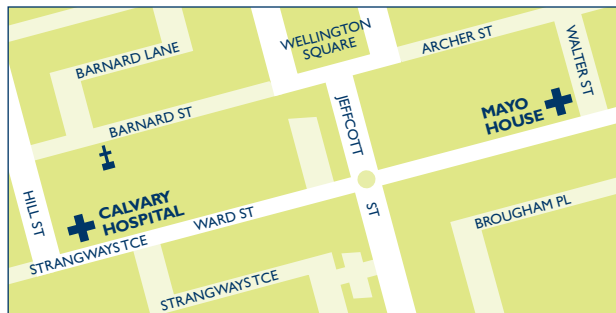 WELLINGTON
SQUARE
ARCHER ST
BARNARD LANE
WALTER ST
JEFFCOTT
ST
MAYO
HOUSE
BARNARD ST
HILL ST
CALVARY
HOSPITAL
WARD ST
BROUGHAM PL
STRANGWAYS TCE
STRANGWAYS TCE